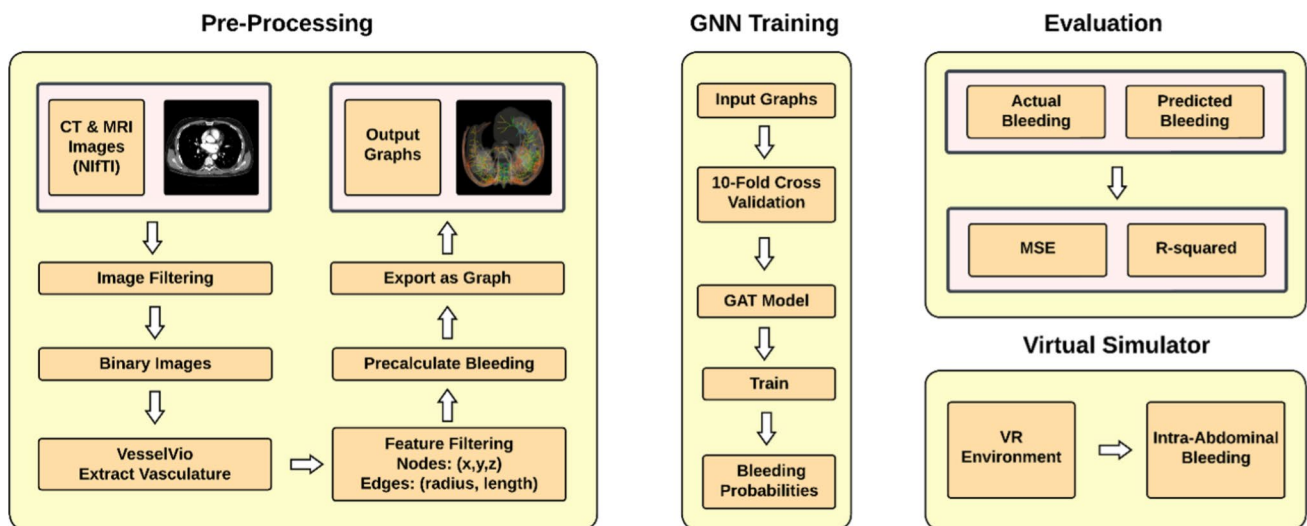 Pre-Processing
CT & MRI
Images
(NIfTI)
Output
Graphs
Image Filtering
Export as Graph
Binary Images
Precalculate Bleeding
VesselVio
Extract Vasculature
Feature Filtering
Nodes: (x,y,z)
Edges: (radius, length)
GNN Training
Input Graphs
10-Fold Cross
Validation
GAT Model
Train
Bleeding
Probabilities
Evaluation
Actual
Bleeding
Predicted
Bleeding
MSE
R-squared
Virtual Simulator
VR
Environment
Intra-Abdominal
Bleeding